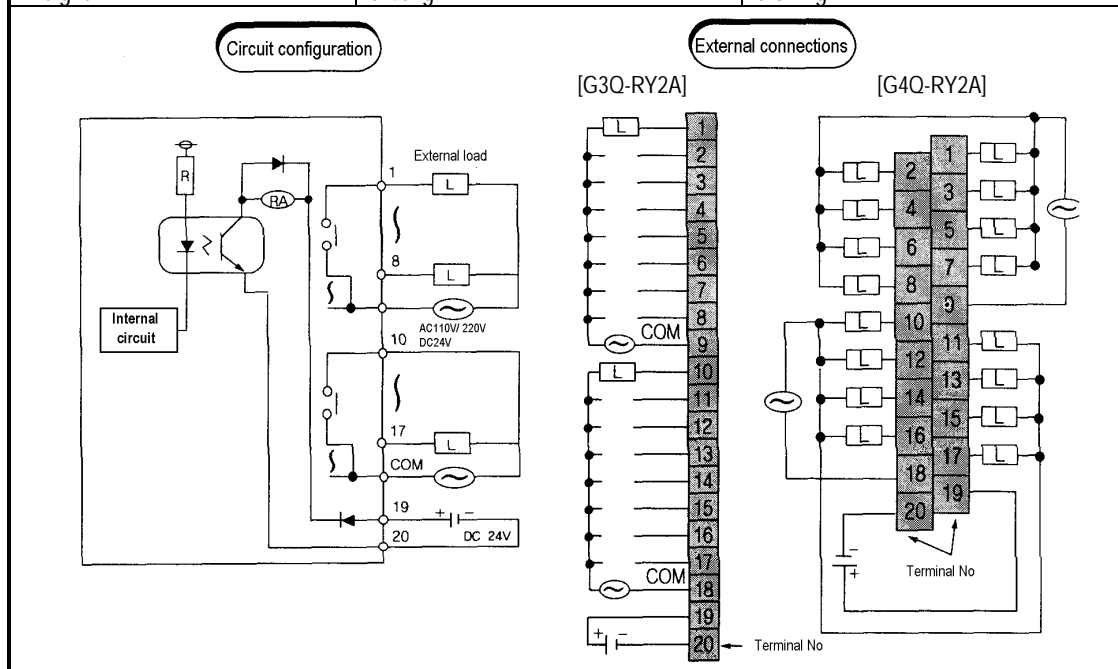 Circuit configuration
External connections
[G3Q-RY2A]
[G4Q-RY2A]
R
RA
Internal
circuit
External load
1
L
8
L
AC110V/ 220V
DC24V
10
17
L
COM
19
+ −
20
DC 24V
L
1
2
3
4
5
6
7
8
COM
9
L
10
11
12
13
14
15
16
17
COM
18
19
+ −
20
Terminal No
1
L
L
2
3
L
L
4
5
L
L
6
7
L
L
8
9
L
10
11
L
L
12
13
L
L
14
15
L
L
16
17
L
18
19
20
−
+
Terminal No